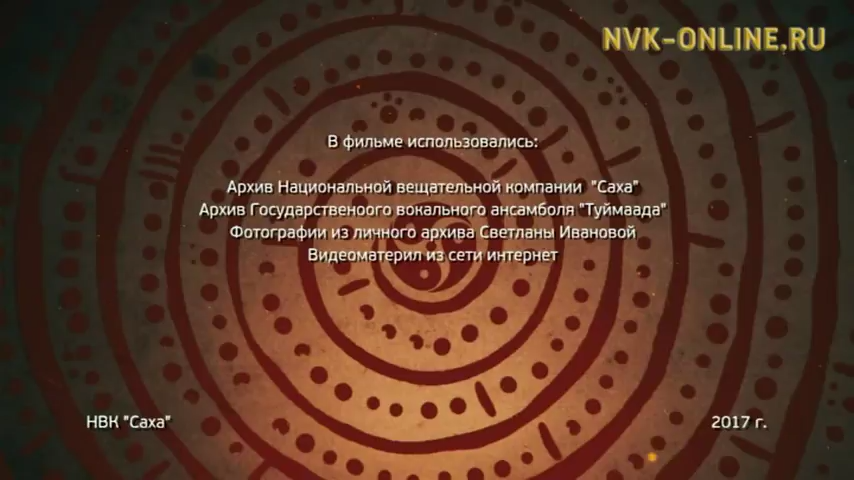 NVK-ONLINE.RU
В фильме использовались:
Архив Национальной вещательной компании "Саха"
Архив Государственоого вокального ансамболя "Туймаада"
Фотографии из личного архива Светланы Ивановой
Видеоматерил из сети интернет
НВК "Саха"
2017 г.